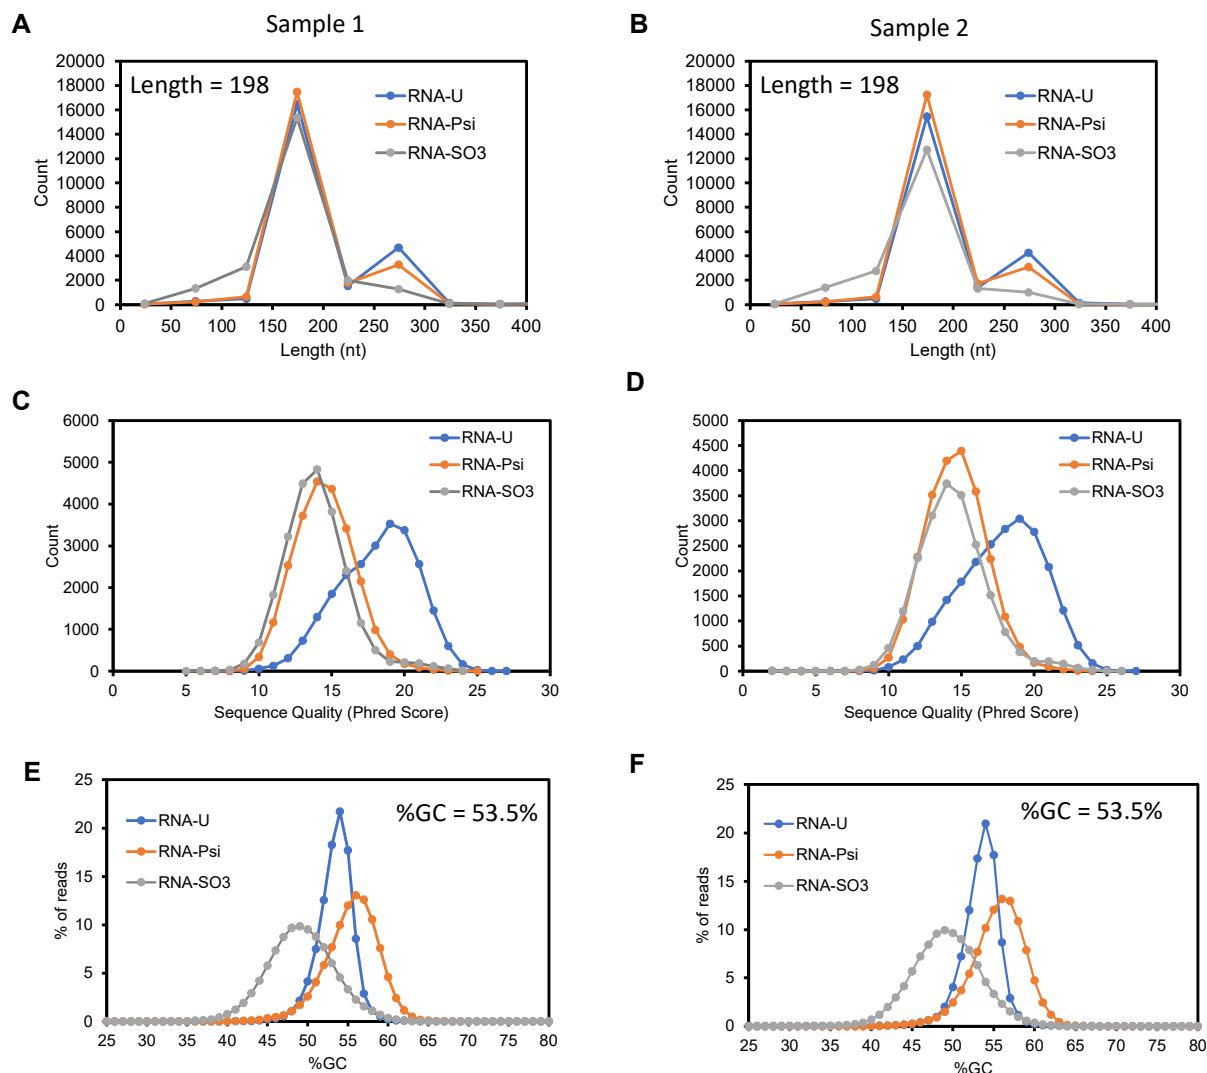 A
Sample 1
20000
18000
16000
14000
12000
10000
8000
6000
4000
2000
0
Count
Length = 198
RNA-U
RNA-Psi
RNA-SO3
0 50 100 150 200 250 300 350 400
Length (nt)
B
Sample 2
20000
18000
16000
14000
12000
10000
8000
6000
4000
2000
0
Count
Length = 198
RNA-U
RNA-Psi
RNA-SO3
0 50 100 150 200 250 300 350 400
Length (nt)
C
6000
5000
4000
3000
2000
1000
0
Count
RNA-U
RNA-Psi
RNA-SO3
0 5 10 15 20 25 30
Sequence Quality (Phred Score)
D
5000
4500
4000
3500
3000
2500
2000
1500
1000
500
0
Count
RNA-U
RNA-Psi
RNA-SO3
0 5 10 15 20 25 30
Sequence Quality (Phred Score)
E
25
20
15
10
5
0
% of reads
RNA-U
RNA-Psi
RNA-SO3
%GC = 53.5%
25 30 35 40 45 50 55 60 65 70 75 80
%GC
F
25
20
15
10
5
0
% of reads
RNA-U
RNA-Psi
RNA-SO3
%GC = 53.5%
25 30 35 40 45 50 55 60 65 70 75 80
%GC